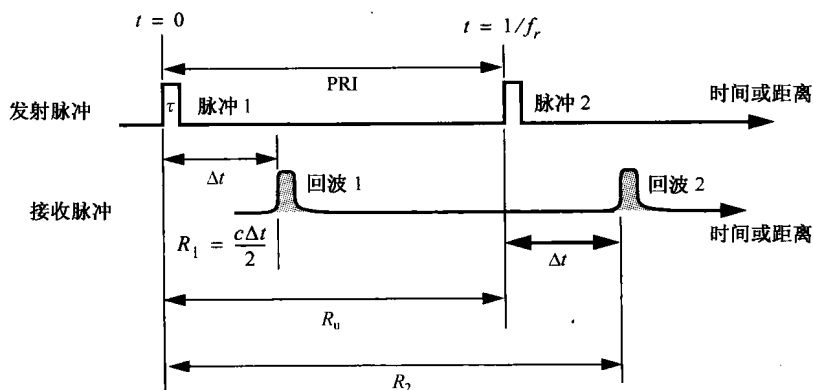 t = 0
t = 1/f_r
PRI
发射脉冲
τ
脉冲 1
脉冲 2
时间或距离
Δt
回波 1
回波 2
接收脉冲
时间或距离
R_1 = cΔt/2
Δt
R_u
R_2